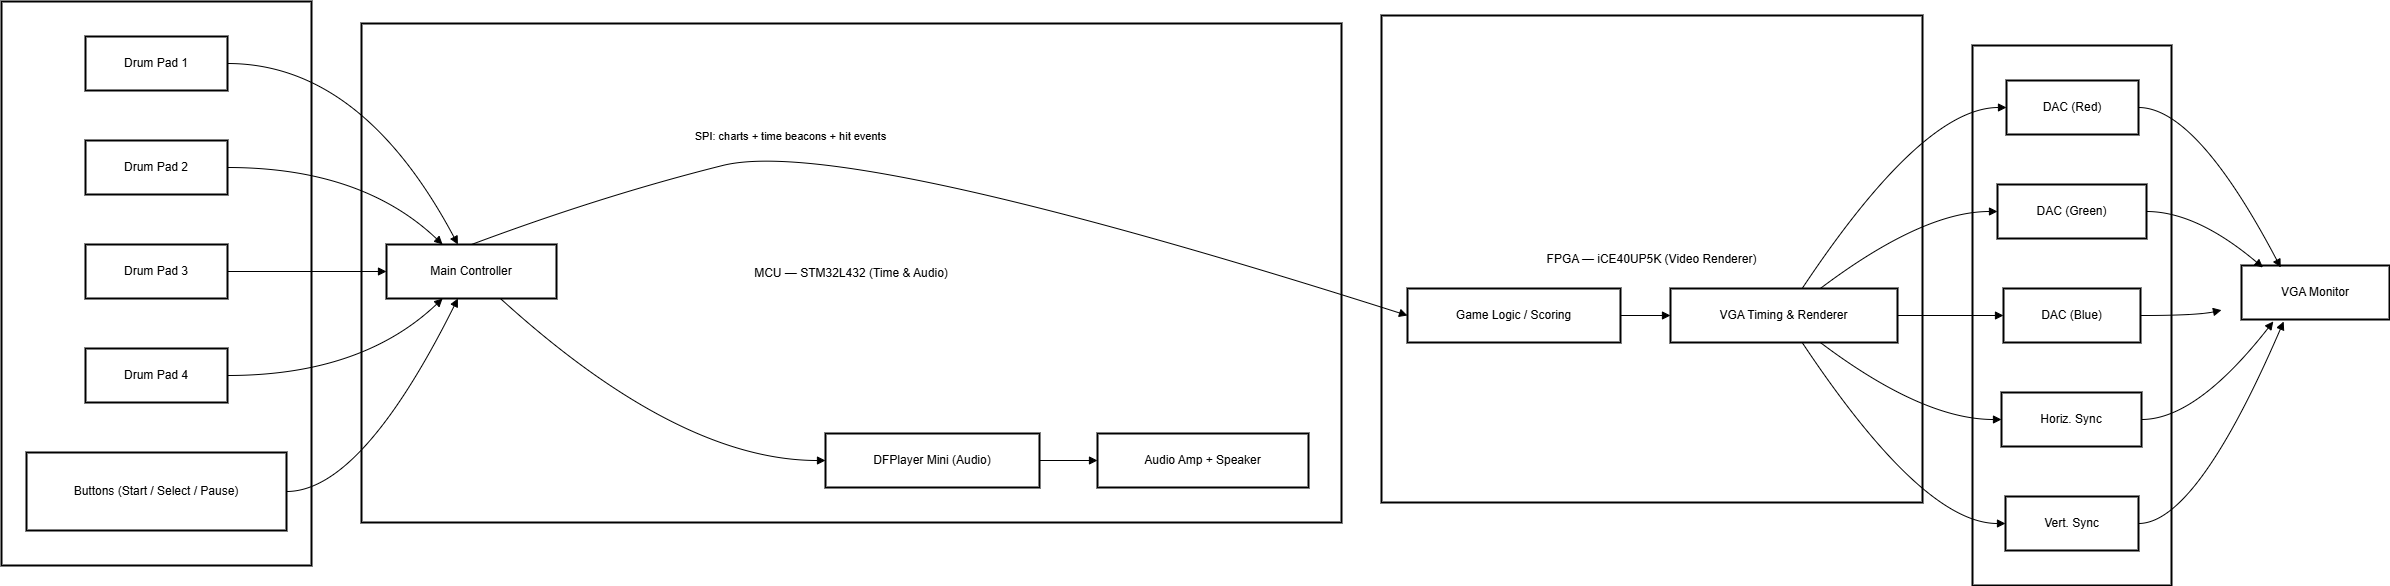 Drum Pad 1
Drum Pad 2
Drum Pad 3
Drum Pad 4
Buttons (Start / Select / Pause)
SPI: charts + time beacons + hit events
Main Controller
MCU — STM32L432 (Time & Audio)
DFPlayer Mini (Audio)
Audio Amp + Speaker
FPGA — iCE40UP5K (Video Renderer)
Game Logic / Scoring
VGA Timing & Renderer
DAC (Red)
DAC (Green)
DAC (Blue)
Horiz. Sync
Vert. Sync
VGA Monitor